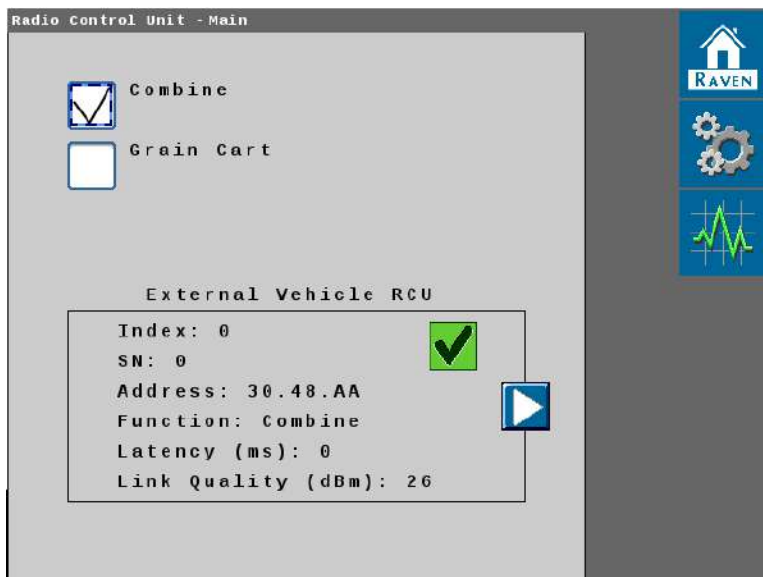 Radio Control Unit - Main
Combine
Grain Cart
RAVEN
External Vehicle RCU
Index: 0
SN: 0
Address: 30.48.AA
Function: Combine
Latency (ms): 0
Link Quality (dBm): 26